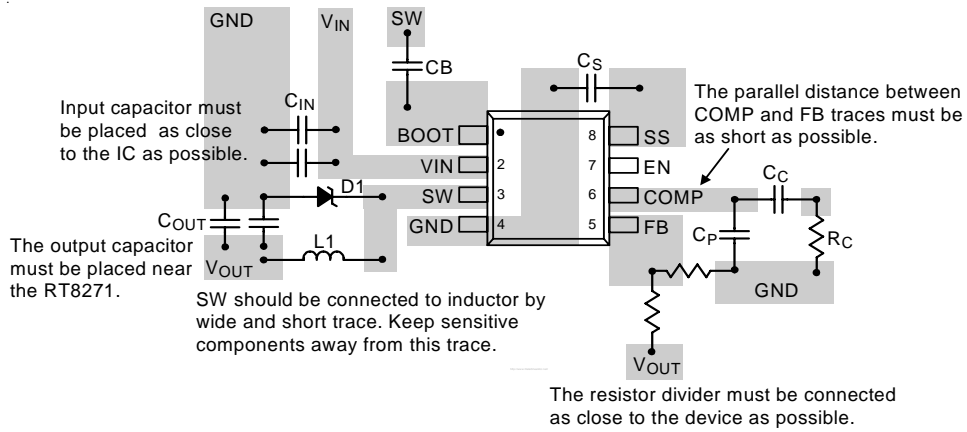 GND
VIN
SW
CB
CS
CIN
Input capacitor must
be placed as close
to the IC as possible.
The parallel distance between
COMP and FB traces must be
as short as possible.
BOOT
8
SS
VIN
2
7
EN
D1
SW
3
6
COMP
CC
COUT
GND
4
5
FB
CP
RC
L1
VOUT
The output capacitor
must be placed near
the RT8271.
GND
SW should be connected to inductor by
wide and short trace. Keep sensitive
components away from this trace.
VOUT
The resistor divider must be connected
as close to the device as possible.